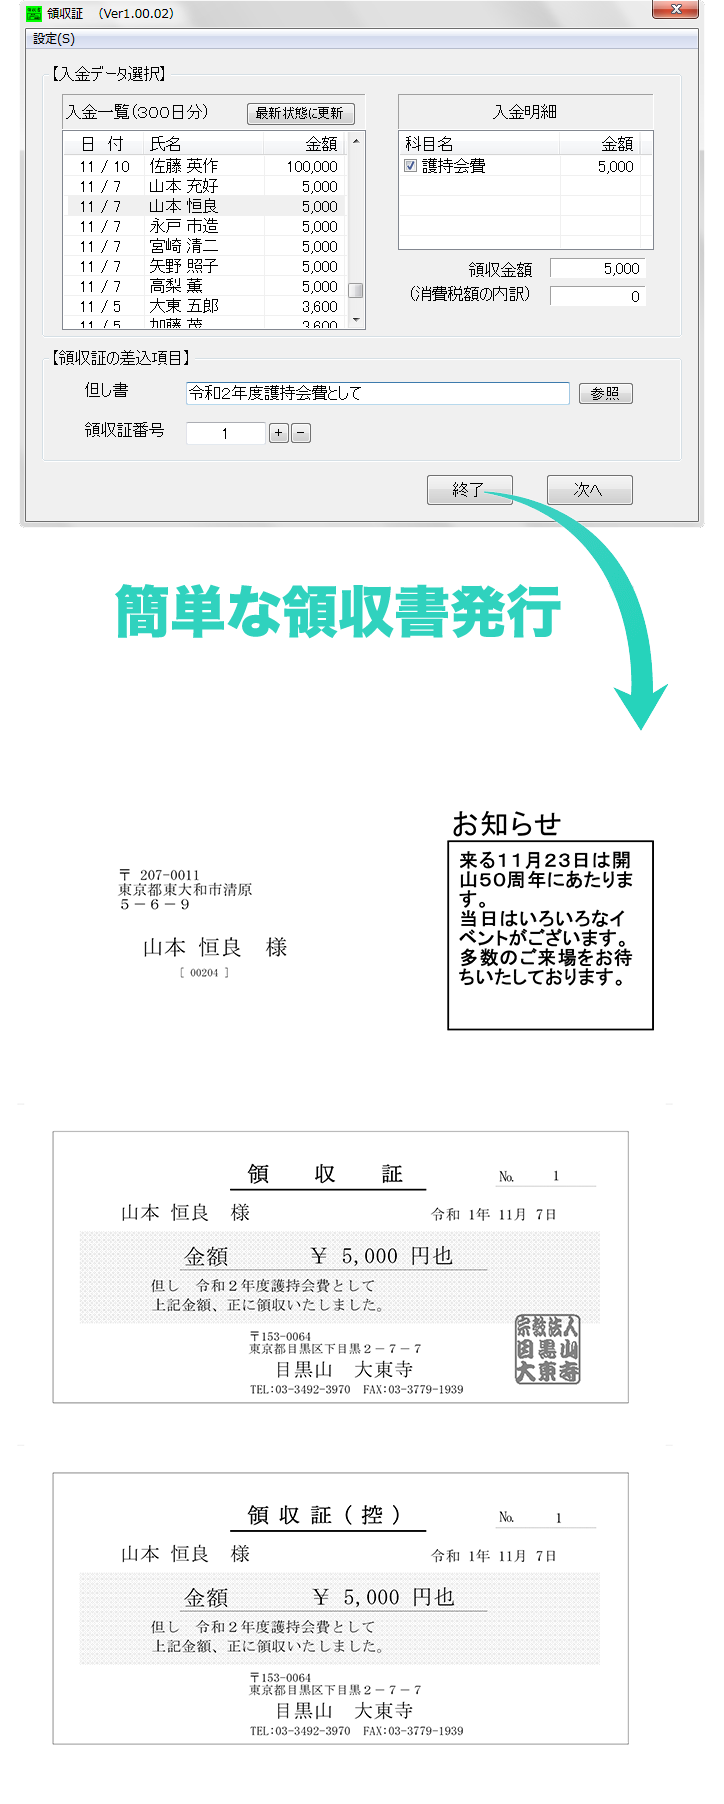 領収証 (Ver1.00.02)
設定(S)
【入金データ選択】
入金一覧(300日分) 最新状態に更新
日 付 氏名 金額
11 / 10 佐藤 英作 100,000
11 / 7 山本 充好 5,000
11 / 7 山本 恒良 5,000
11 / 7 永戸 市造 5,000
11 / 7 宮崎 清二 5,000
11 / 7 矢野 照子 5,000
11 / 7 高梨 薫 5,000
11 / 5 大東 五郎 3,600
11 / 5 加藤 茂 3,600
入金明細
科目名 金額
護持会費 5,000
領収金額 5,000
(消費税額の内訳) 0
【領収証の差込項目】
但し書 令和2年度護持会費として 参照
領収証番号 1 + −
終了 次へ
簡単な領収書発行
〒 207-0011
東京都東大和市清原
５－６－９
山本 恒良 様
[ 00204 ]
お知らせ
来る１１月２３日は開
山５０周年にあたりま
す。
当日はいろいろなイ
ベントがございます。
多数のご来場をお待
ちいたしております。
領 収 証 No. 1
山本 恒良 様 令和 1年 11月 7日
金額 ￥ 5,000 円也
但し 令和２年度護持会費として
上記金額、正に領収いたしました。
〒153-0064
東京都目黒区下目黒２－７－７
目黒山 大東寺
TEL:03-3492-3970 FAX:03-3779-1939
宗教法人
目黒山
大東寺
領 収 証 ( 控 ) No. 1
山本 恒良 様 令和 1年 11月 7日
金額 ￥ 5,000 円也
但し 令和２年度護持会費として
上記金額、正に領収いたしました。
〒153-0064
東京都目黒区下目黒２－７－７
目黒山 大東寺
TEL:03-3492-3970 FAX:03-3779-1939